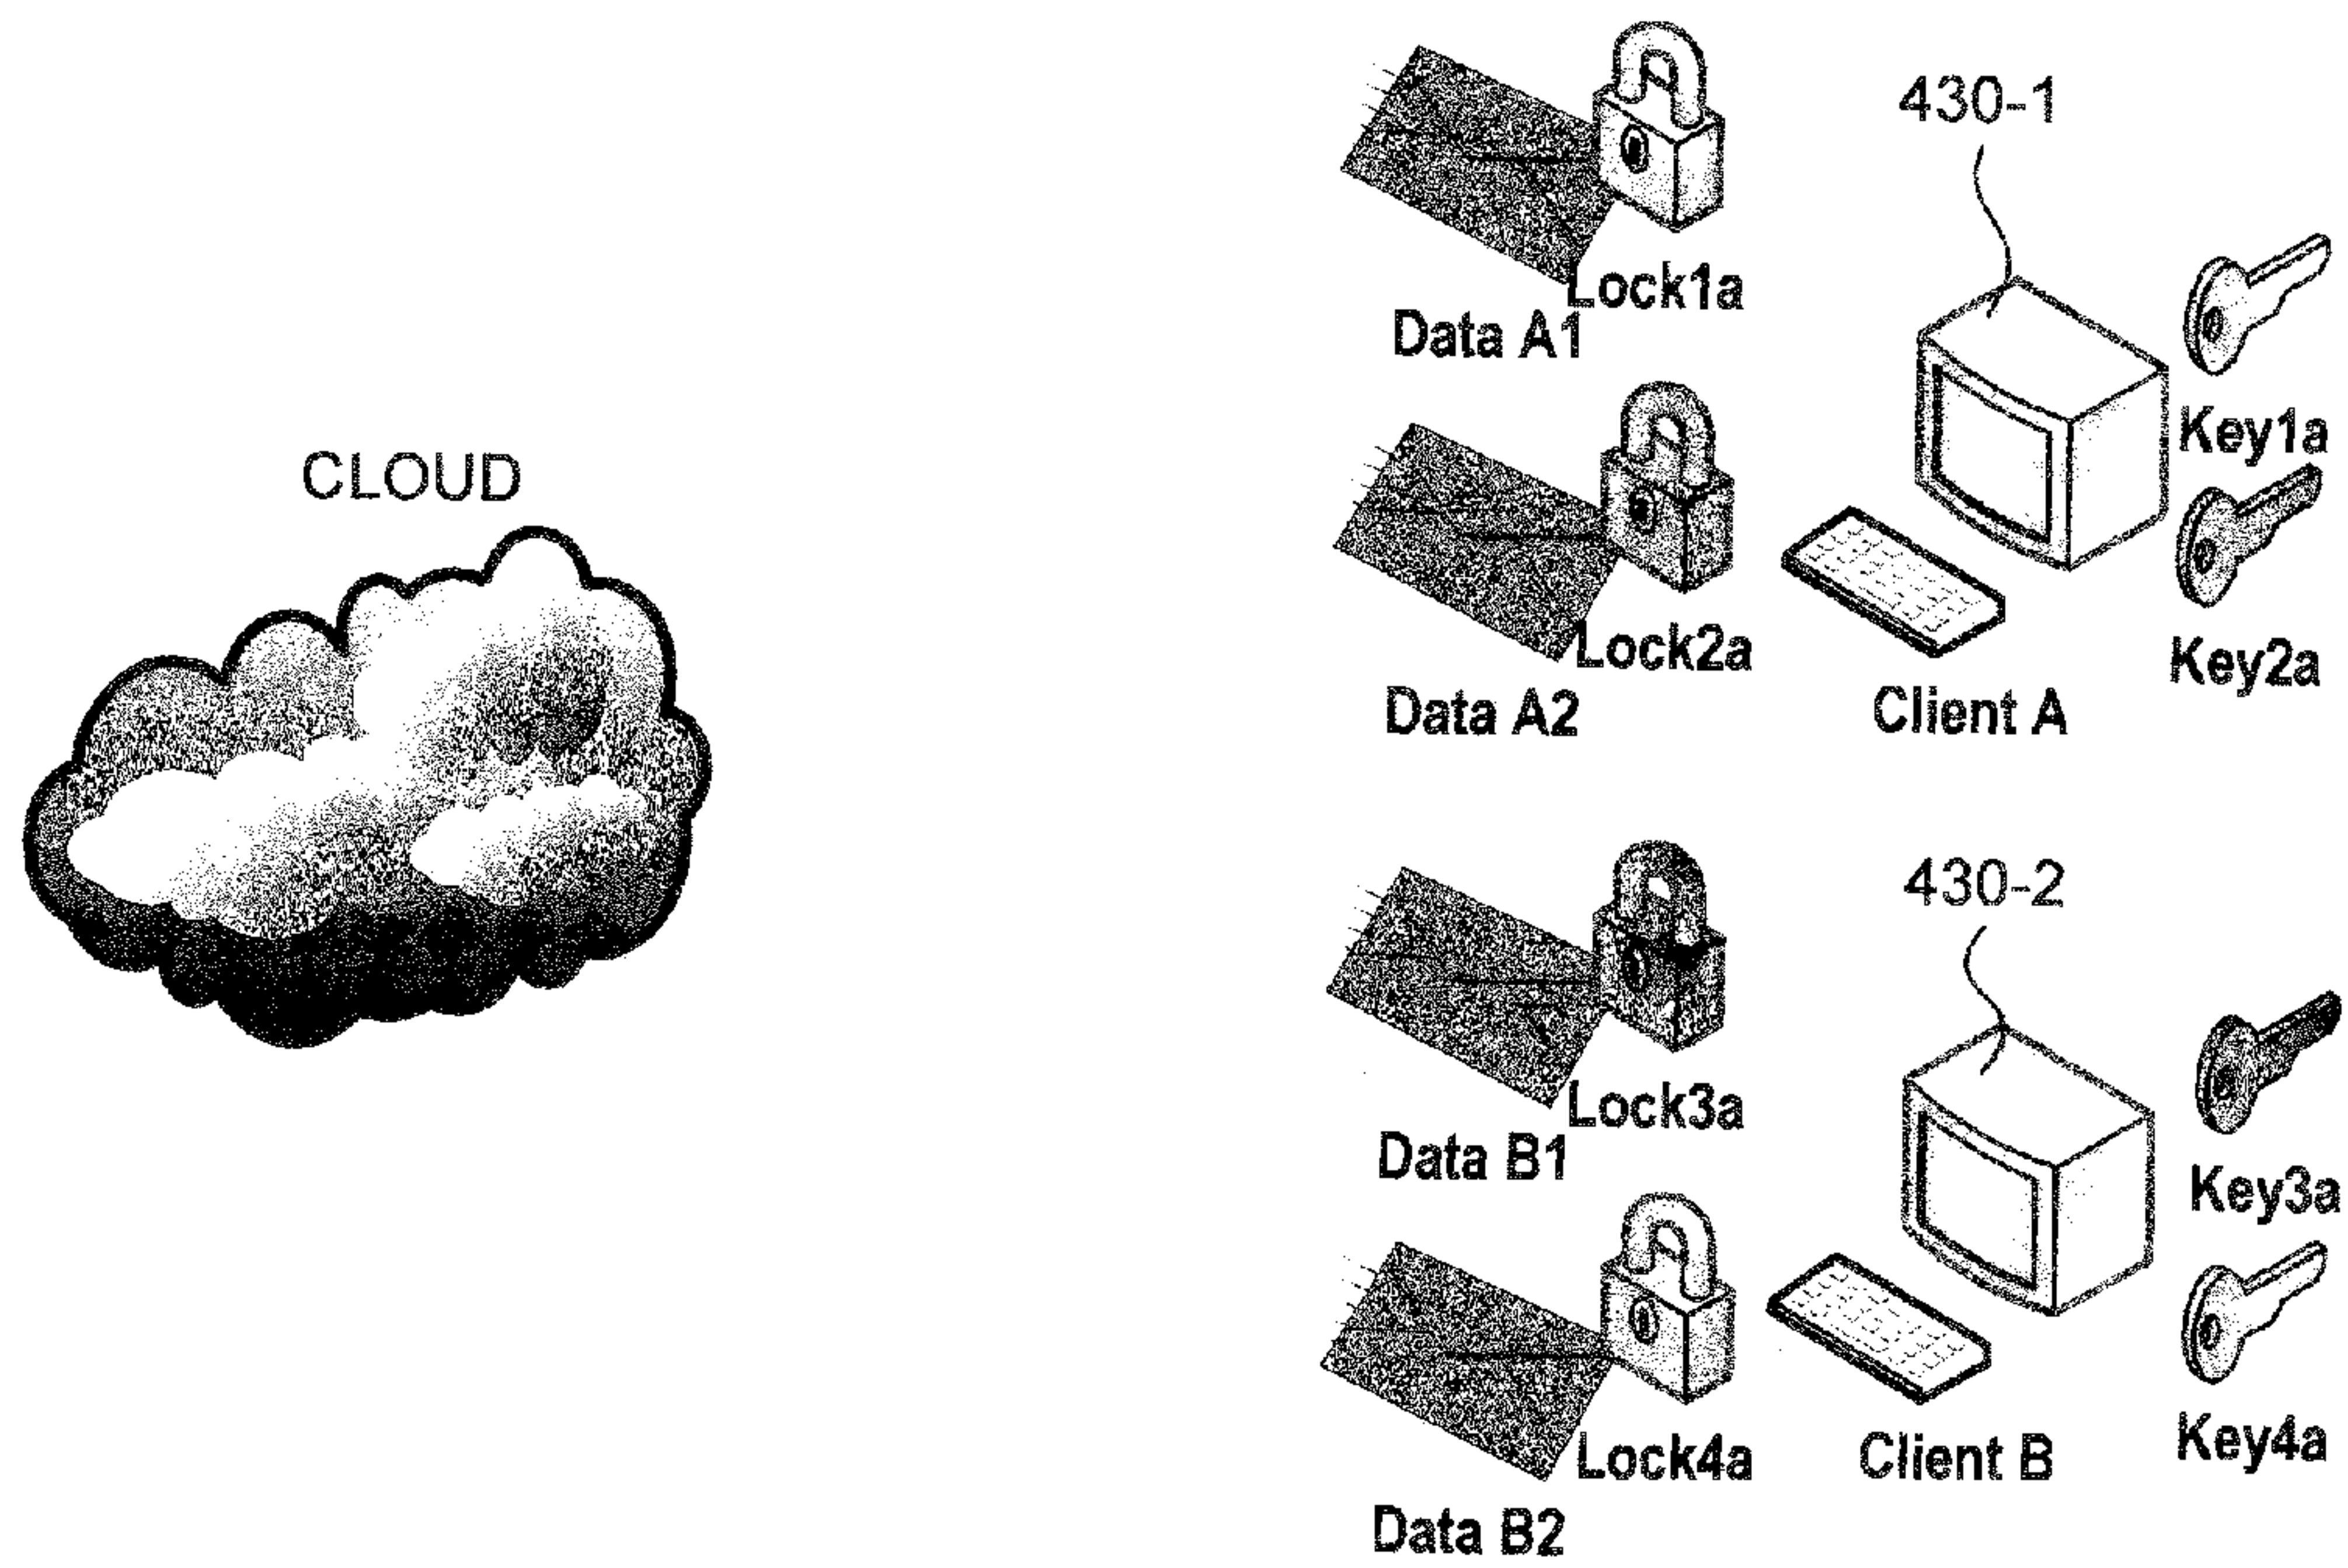 CLOUD
430-1
Lock1a
Data A1
Key1a
Lock2a
Key2a
Data A2
Client A
430-2
Lock3a
Data B1
Key3a
Lock4a
Client B
Key4a
Data B2